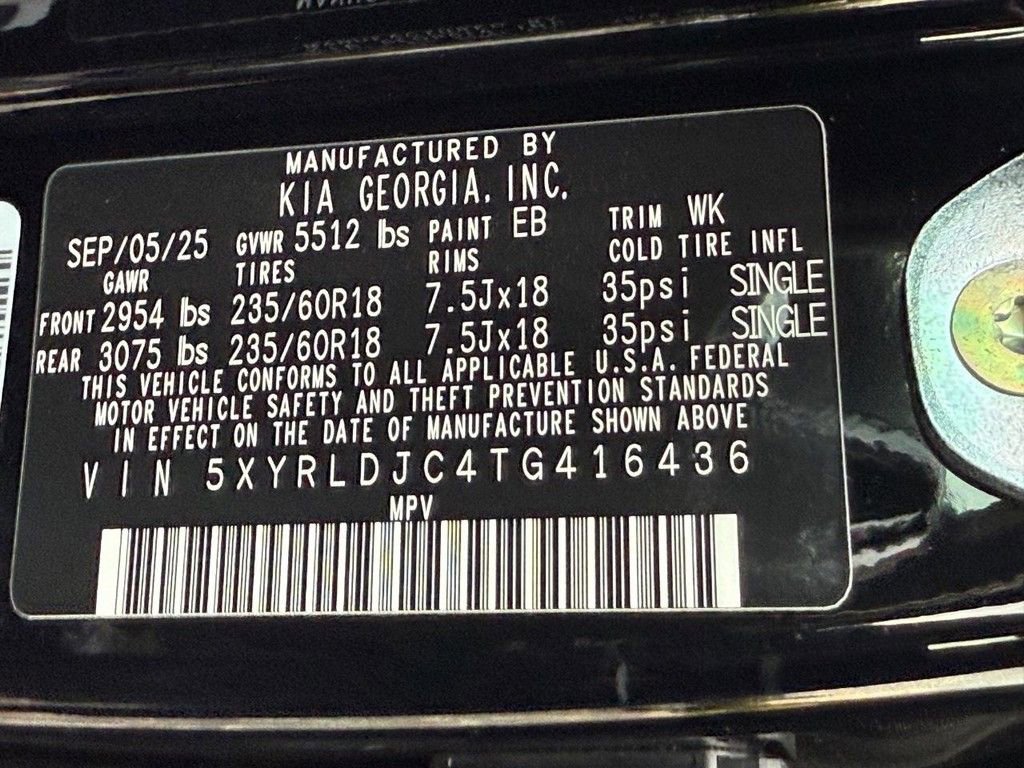 MANUFACTURED BY
KIA GEORGIA, INC.
SEP/05/25 GVWR 5512 lbs PAINT EB TRIM WK
GAWR TIRES RIMS COLD TIRE INFL
FRONT 2954 lbs 235/60R18 7.5Jx18 35psi SINGLE
REAR 3075 lbs 235/60R18 7.5Jx18 35psi SINGLE
THIS VEHICLE CONFORMS TO ALL APPLICABLE U.S.A. FEDERAL
MOTOR VEHICLE SAFETY AND THEFT PREVENTION STANDARDS
IN EFFECT ON THE DATE OF MANUFACTURE SHOWN ABOVE
VIN 5XYRLDJC4TG416436
MPV